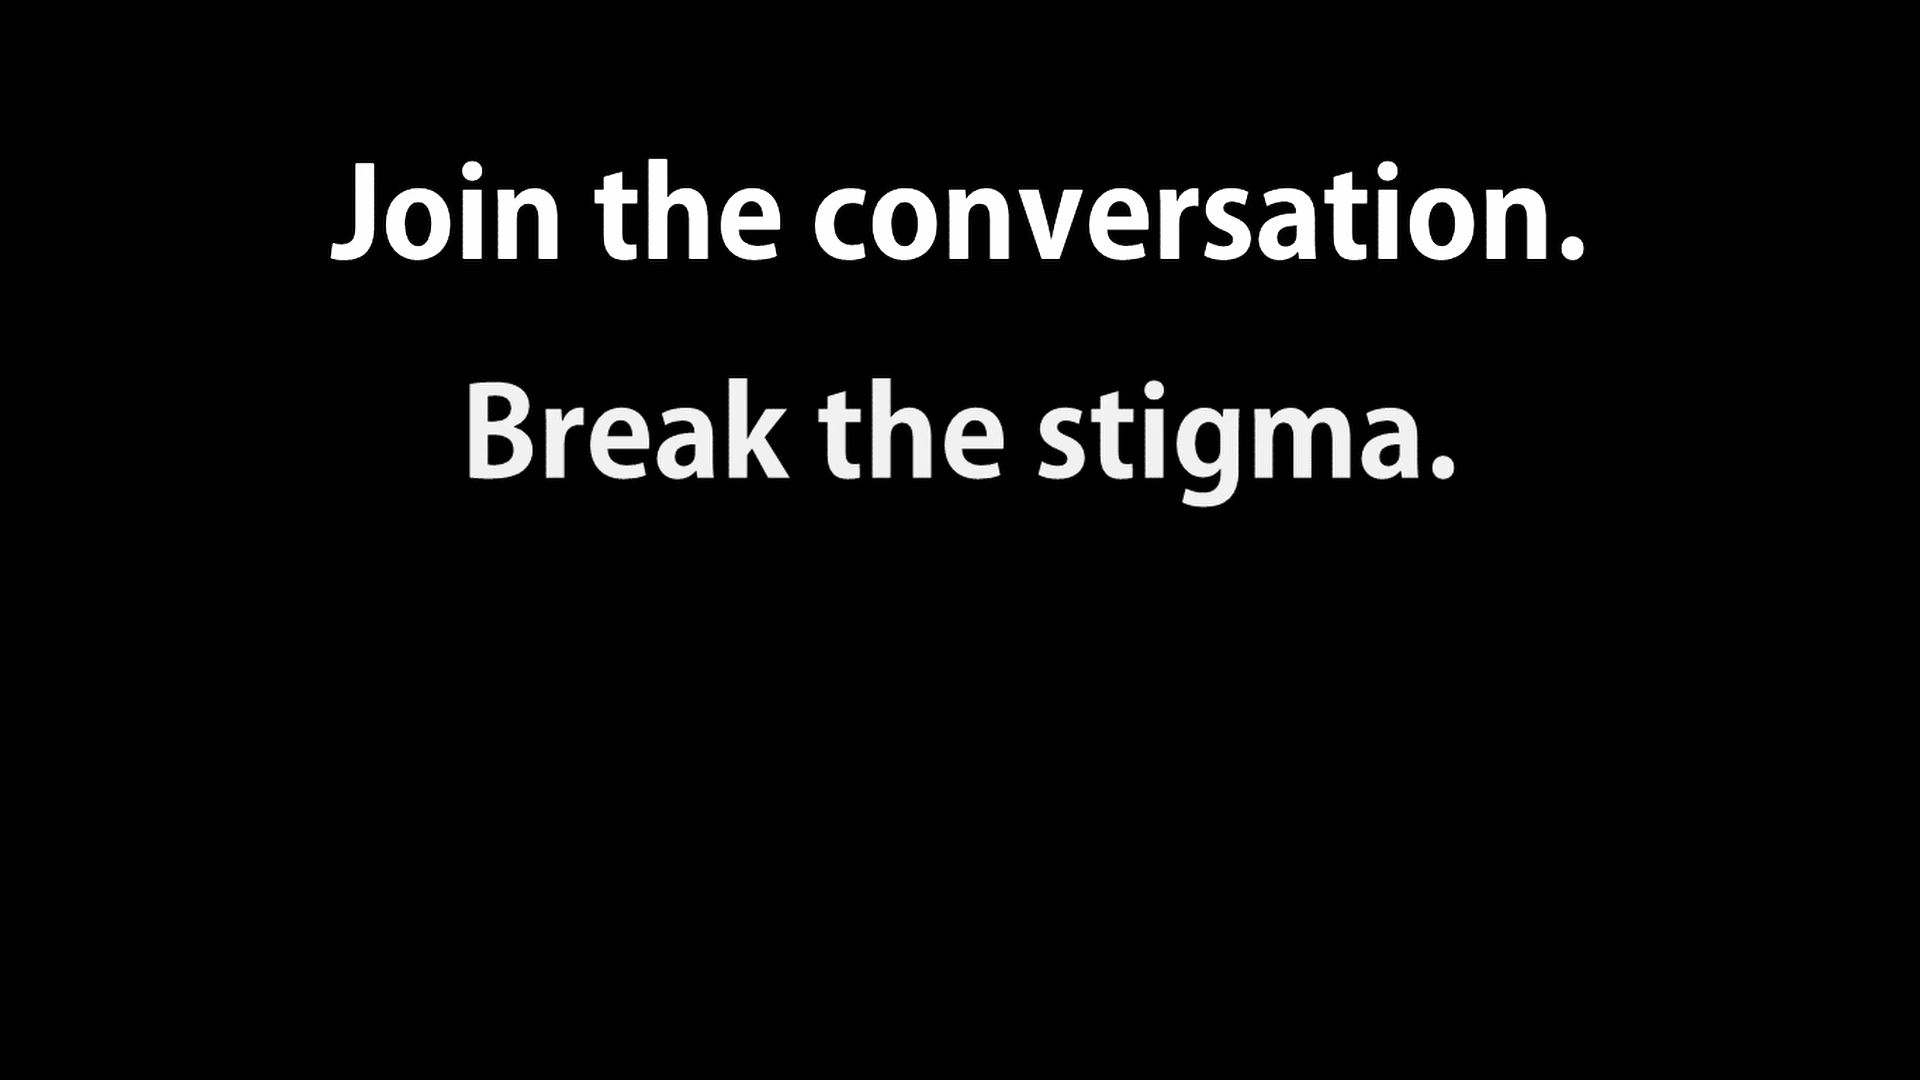 Join the conversation.
Break the stigma.